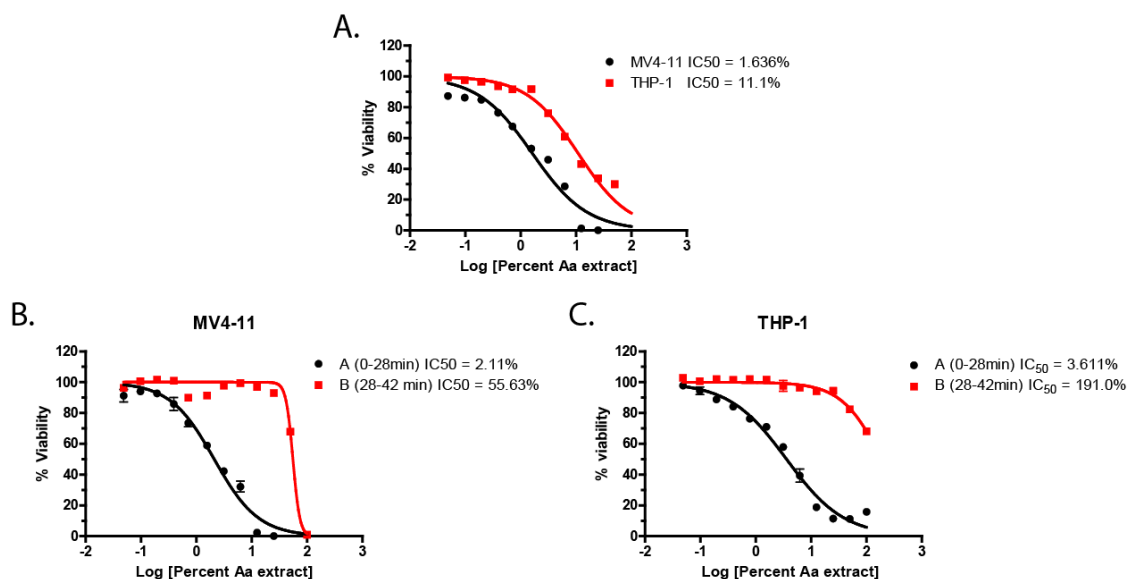 A.
MV4-11 IC50 = 1.636%
THP-1 IC50 = 11.1%
120
100
80
60
40
20
0
% Viability
-2
-1
0
1
2
3
Log [Percent Aa extract]
B.
MV4-11
A (0-28min) IC50 = 2.11%
B (28-42 min) IC50 = 55.63%
120
100
80
60
40
20
0
% Viability
-2
-1
0
1
2
3
Log [Percent Aa extract]
C.
THP-1
A (0-28min) IC50 = 3.611%
B (28-42min) IC50 = 191.0%
120
100
80
60
40
20
0
% viability
-2
-1
0
1
2
3
Log [Percent Aa extract]